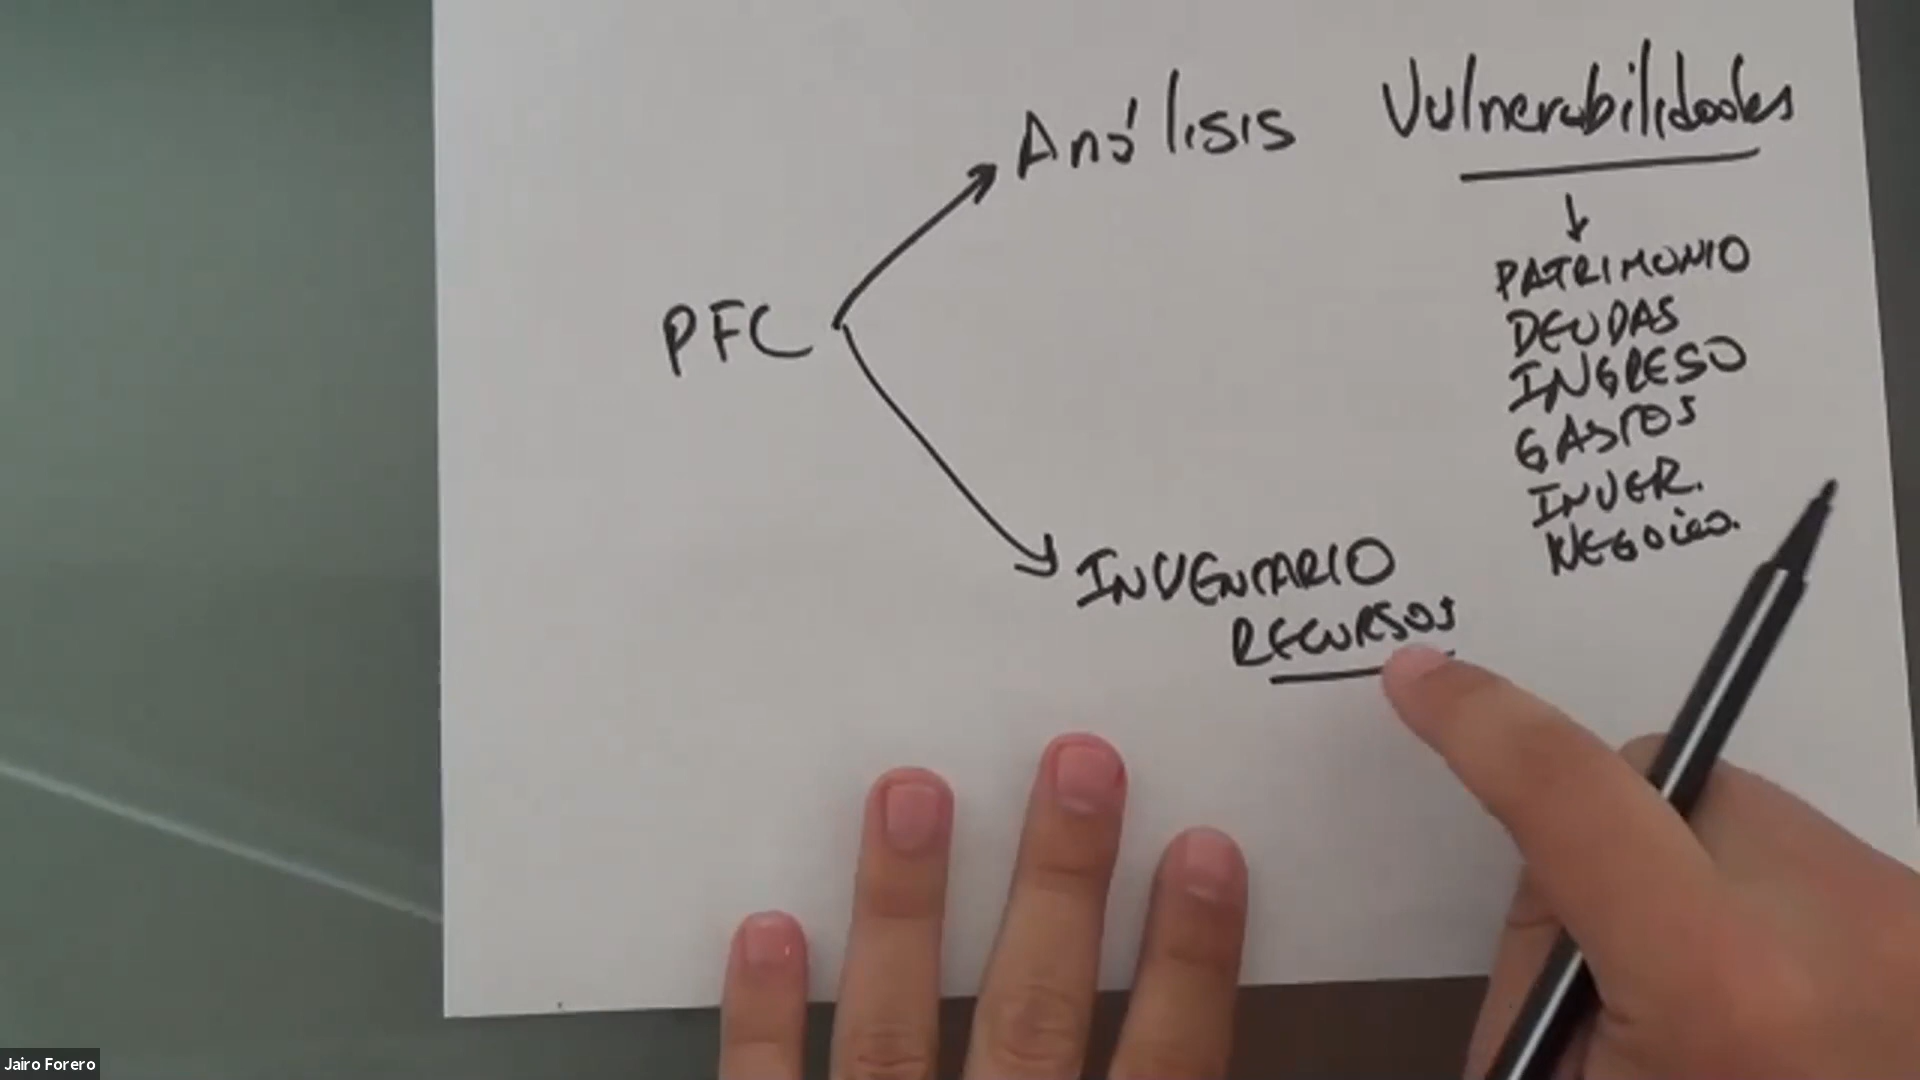 Análisis Vulnerabilidades
PFC
PATRIMONIO
DEUDAS
INGRESO
GASTOS
INVER.
NEGOCIO.
INVENTARIO
RECURSOS
Jairo Forero